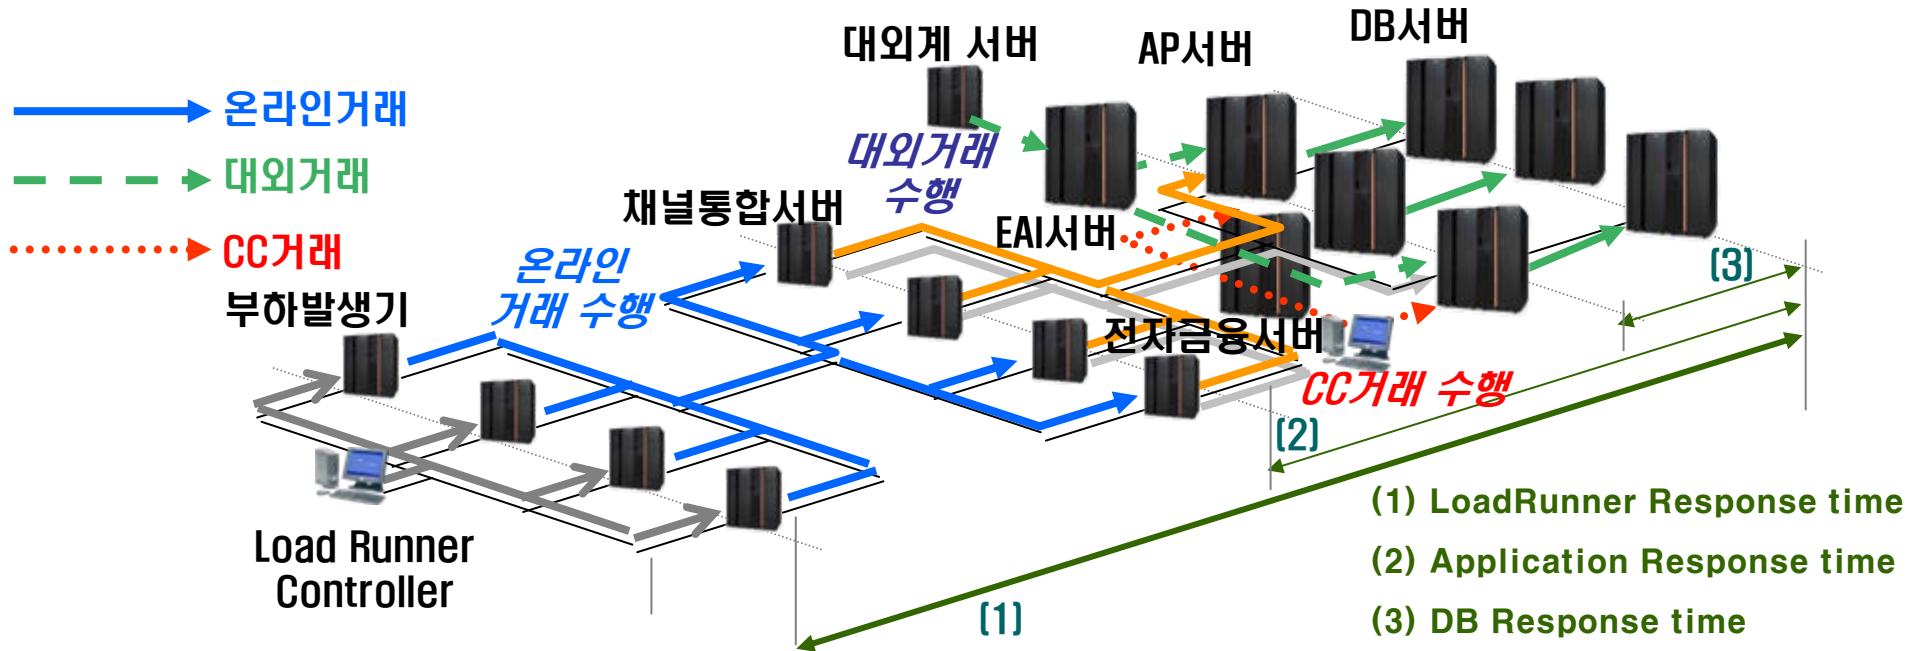 대외계 서버
AP서버
DB서버
온라인거래
대외거래
CC거래
대외거래
수행
채널통합서버
EAI서버
온라인
거래 수행
부하발생기
전자금융서버
CC거래 수행
(3)
(2)
(1)
Load Runner
Controller
(1) LoadRunner Response time
(2) Application Response time
(3) DB Response time